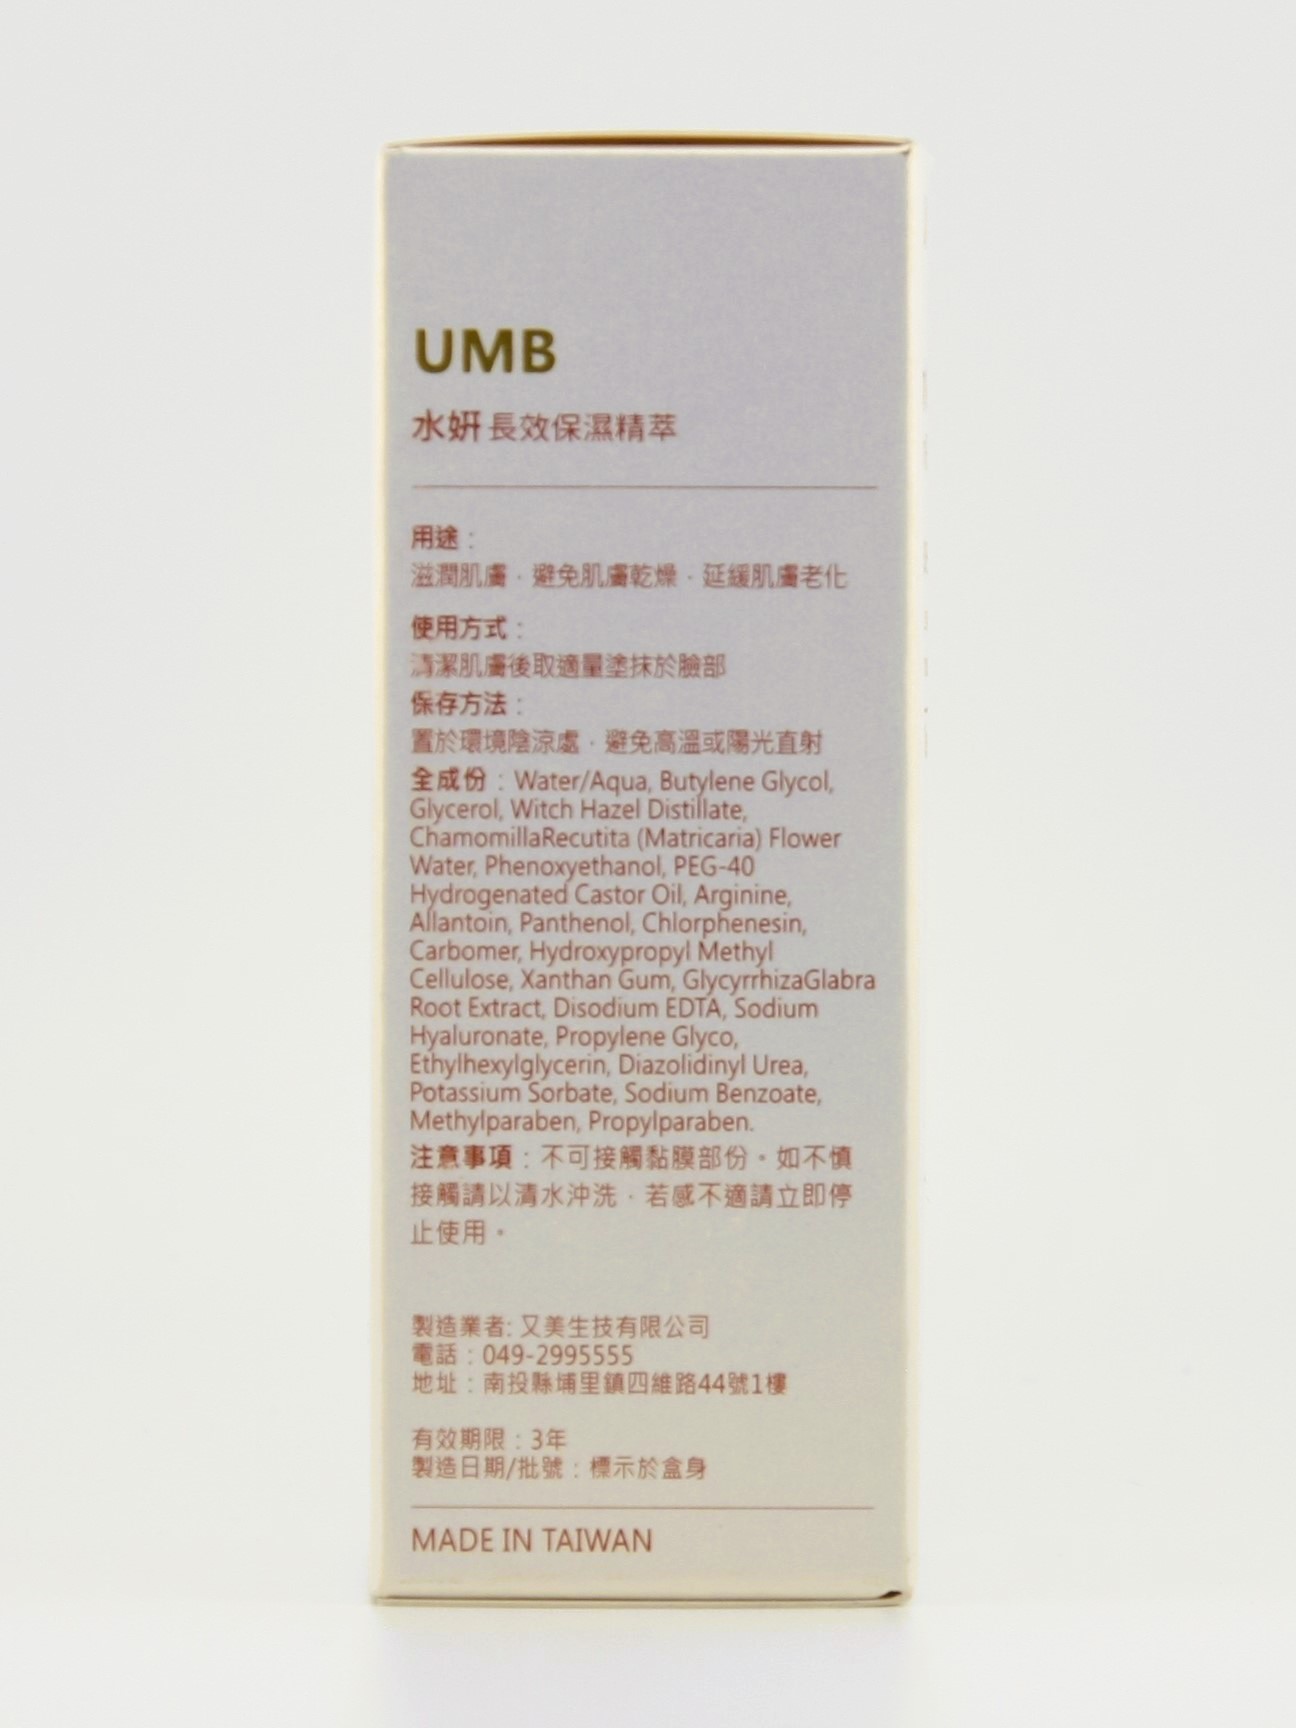 UMB
水妍 長效保濕精萃
用途：
滋潤肌膚，避免肌膚乾燥，延緩肌膚老化
使用方式：
清潔肌膚後取適量塗抹於臉部
保存方法：
置於環境陰涼處，避免高溫或陽光直射
全成份：Water/Aqua, Butylene Glycol,
Glycerol, Witch Hazel Distillate,
ChamomillaRecutita (Matricaria) Flower
Water, Phenoxyethanol, PEG-40
Hydrogenated Castor Oil, Arginine,
Allantoin, Panthenol, Chlorphenesin,
Carbomer, Hydroxypropyl Methyl
Cellulose, Xanthan Gum, GlycyrrhizaGlabra
Root Extract, Disodium EDTA, Sodium
Hyaluronate, Propylene Glyco,
Ethylhexylglycerin, Diazolidinyl Urea,
Potassium Sorbate, Sodium Benzoate,
Methylparaben, Propylparaben.
注意事項：不可接觸黏膜部份。如不慎
接觸請以清水沖洗，若感不適請立即停
止使用。
製造業者: 又美生技有限公司
電話：049-2995555
地址：南投縣埔里鎮四維路44號1樓
有效期限：3年
製造日期/批號：標示於盒身
MADE IN TAIWAN